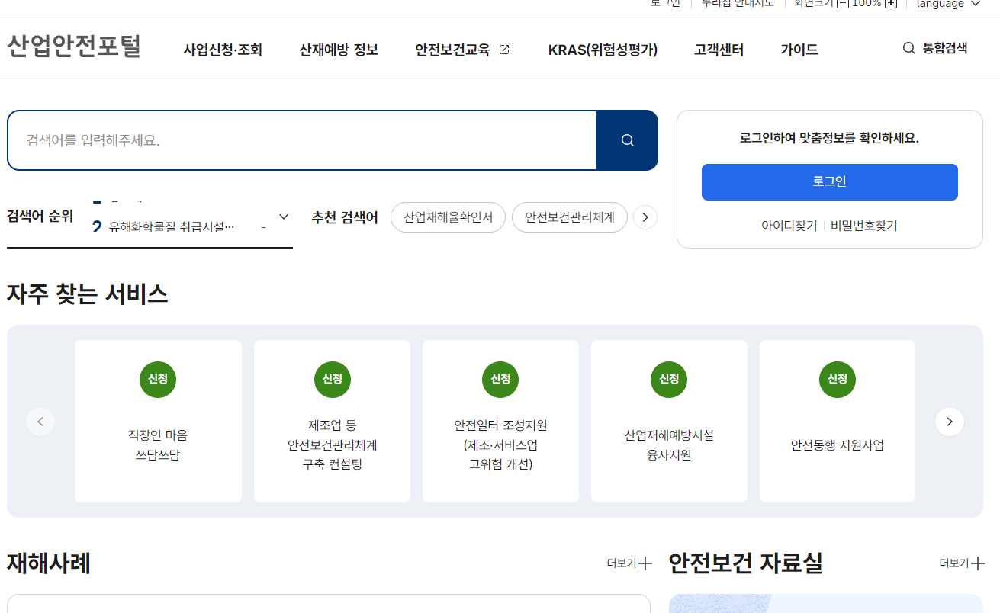 로그인 누리집 안내지도 화면크기 100% language
산업안전포털 사업신청·조회 산재예방 정보 안전보건교육 KRAS(위험성평가) 고객센터 가이드 통합검색
검색어를 입력해주세요.
로그인하여 맞춤정보를 확인하세요.
로그인
아이디찾기 비밀번호찾기
검색어 순위
2 유해화학물질 취급시설··· -
추천 검색어 산업재해율확인서 안전보건관리체계
자주 찾는 서비스
신청
직장인 마음
쓰담쓰담
신청
제조업 등
안전보건관리체계
구축 컨설팅
신청
안전일터 조성지원
(제조·서비스업
고위험 개선)
신청
산업재해예방시설
융자지원
신청
안전동행 지원사업
재해사례 더보기
안전보건 자료실 더보기